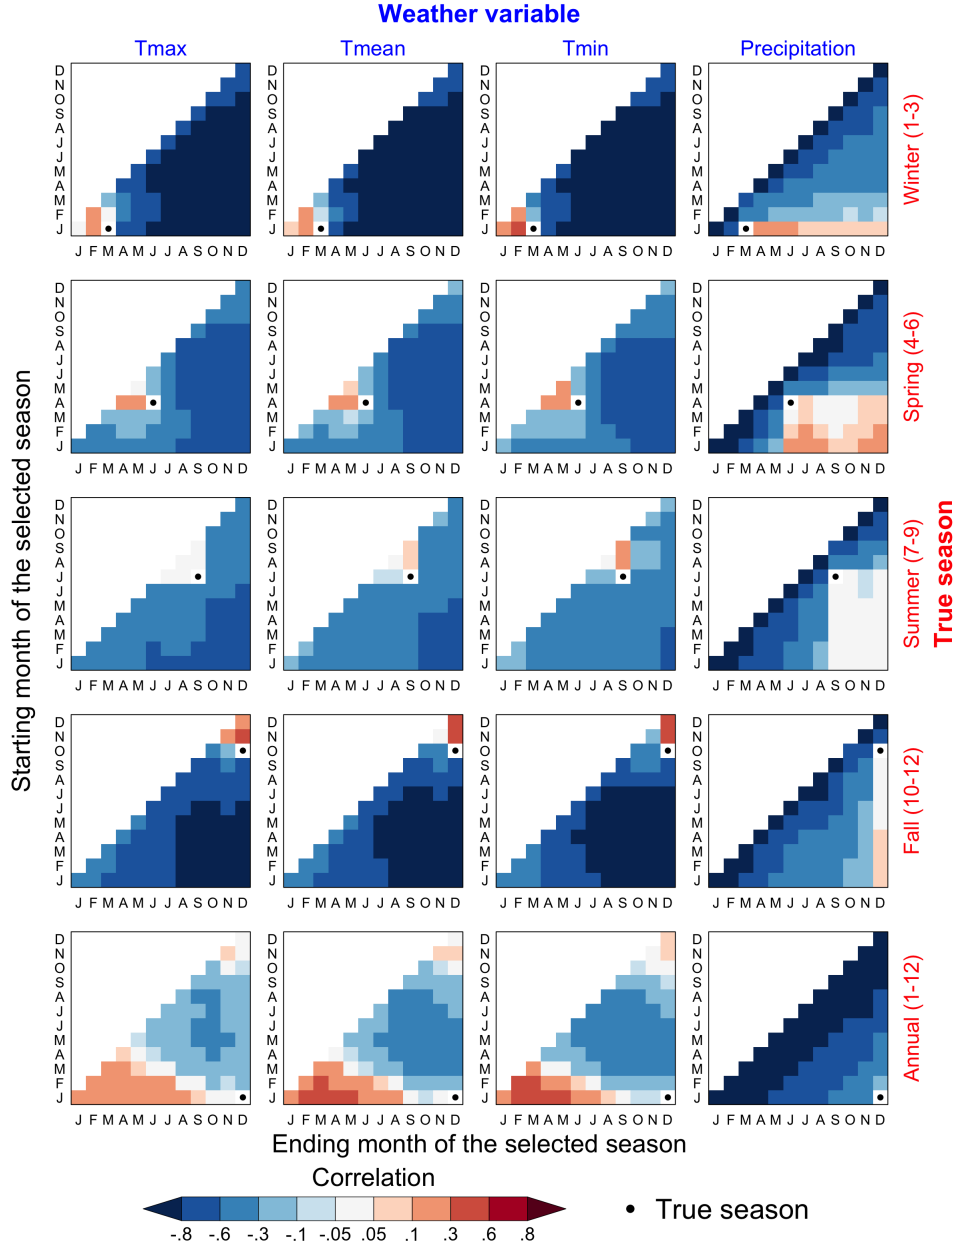 Weather variable
Tmax Tmean Tmin Precipitation
D
N
O
S
A
J
J
M
A
M
F
J
J F M A M J J A S O N D
D
N
O
S
A
J
J
M
A
M
F
J
J F M A M J J A S O N D
D
N
O
S
A
J
J
M
A
M
F
J
J F M A M J J A S O N D
D
N
O
S
A
J
J
M
A
M
F
J
J F M A M J J A S O N D
Winter (1-3)
D
N
O
S
A
J
J
M
A
M
F
J
J F M A M J J A S O N D
D
N
O
S
A
J
J
M
A
M
F
J
J F M A M J J A S O N D
D
N
O
S
A
J
J
M
A
M
F
J
J F M A M J J A S O N D
D
N
O
S
A
J
J
M
A
M
F
J
J F M A M J J A S O N D
Spring (4-6)
Starting month of the selected season
D
N
O
S
A
J
J
M
A
M
F
J
J F M A M J J A S O N D
D
N
O
S
A
J
J
M
A
M
F
J
J F M A M J J A S O N D
D
N
O
S
A
J
J
M
A
M
F
J
J F M A M J J A S O N D
D
N
O
S
A
J
J
M
A
M
F
J
J F M A M J J A S O N D
Summer (7-9)
True season
D
N
O
S
A
J
J
M
A
M
F
J
J F M A M J J A S O N D
D
N
O
S
A
J
J
M
A
M
F
J
J F M A M J J A S O N D
D
N
O
S
A
J
J
M
A
M
F
J
J F M A M J J A S O N D
D
N
O
S
A
J
J
M
A
M
F
J
J F M A M J J A S O N D
Fall (10-12)
D
N
O
S
A
J
J
M
A
M
F
J
J F M A M J J A S O N D
D
N
O
S
A
J
J
M
A
M
F
J
J F M A M J J A S O N D
D
N
O
S
A
J
J
M
A
M
F
J
J F M A M J J A S O N D
D
N
O
S
A
J
J
M
A
M
F
J
J F M A M J J A S O N D
Annual (1-12)
Ending month of the selected season
Correlation
-.8 -.6 -.3 -.1 -.05 .05 .1 .3 .6 .8
True season